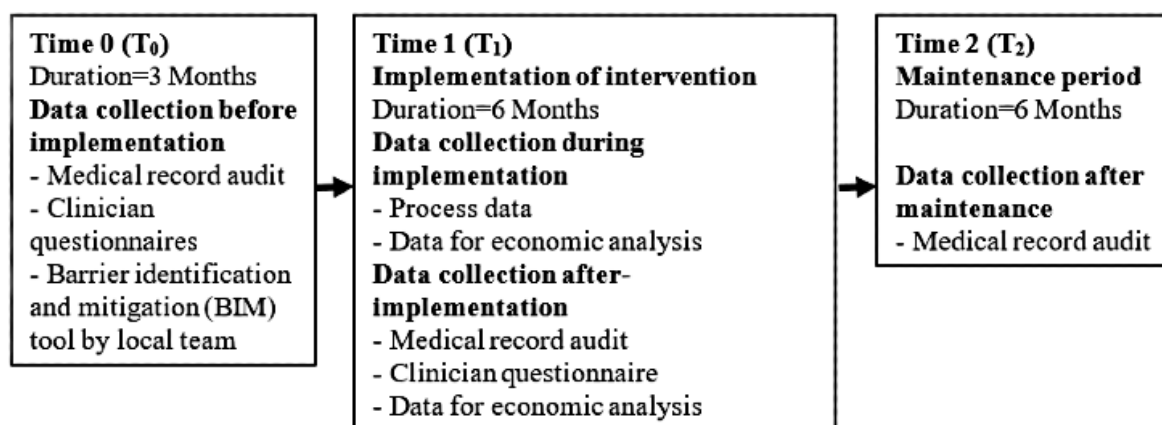 Time 0 (T₀)
Duration=3 Months
Data collection before
implementation
- Medical record audit
- Clinician
questionnaires
- Barrier identification
and mitigation (BIM)
tool by local team
Time 1 (T₁)
Implementation of intervention
Duration=6 Months
Data collection during
implementation
- Process data
- Data for economic analysis
Data collection after-
implementation
- Medical record audit
- Clinician questionnaire
- Data for economic analysis
Time 2 (T₂)
Maintenance period
Duration=6 Months
Data collection after
maintenance
- Medical record audit